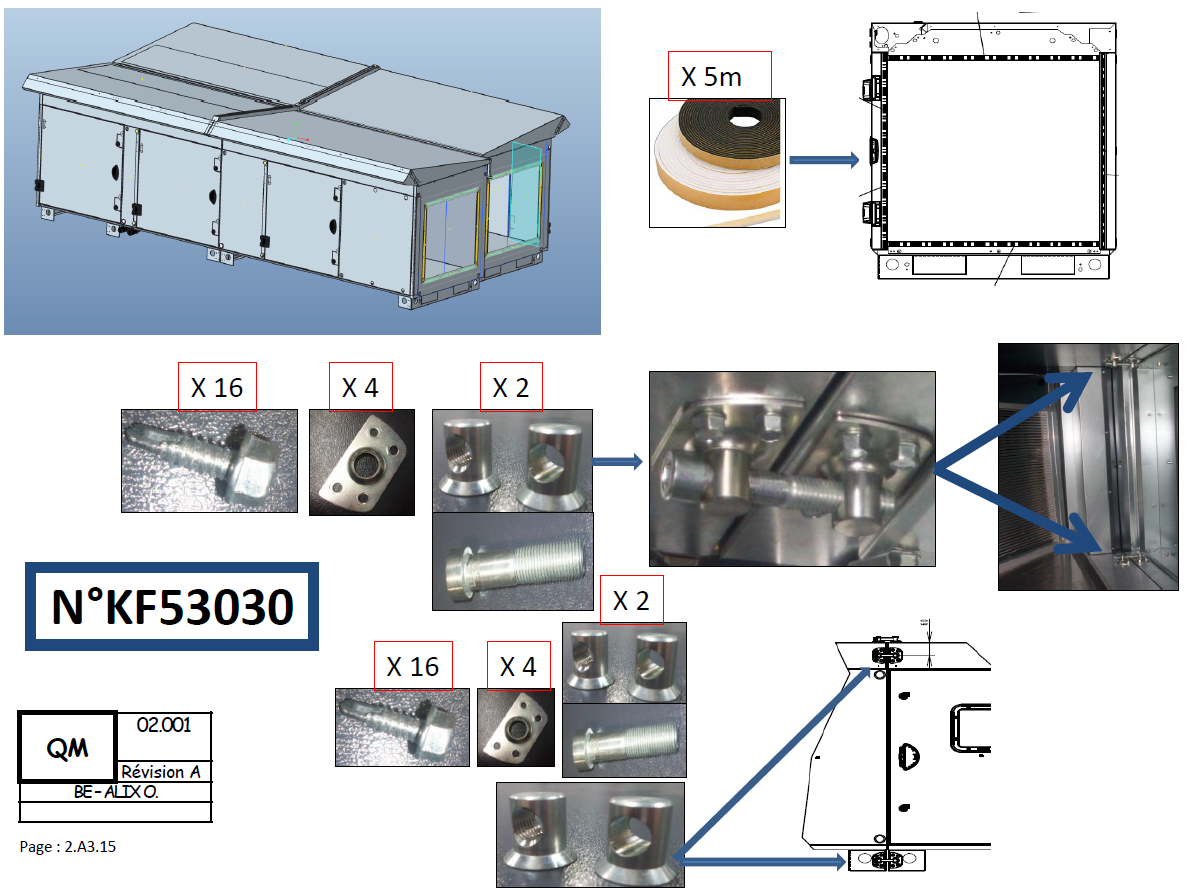 X 5m
X 16
X 4
X 2
N°KF53030
X 2
X 16
X 4
QM
02.001
Révision A
BE - ALIX O.
Page : 2.A3.15